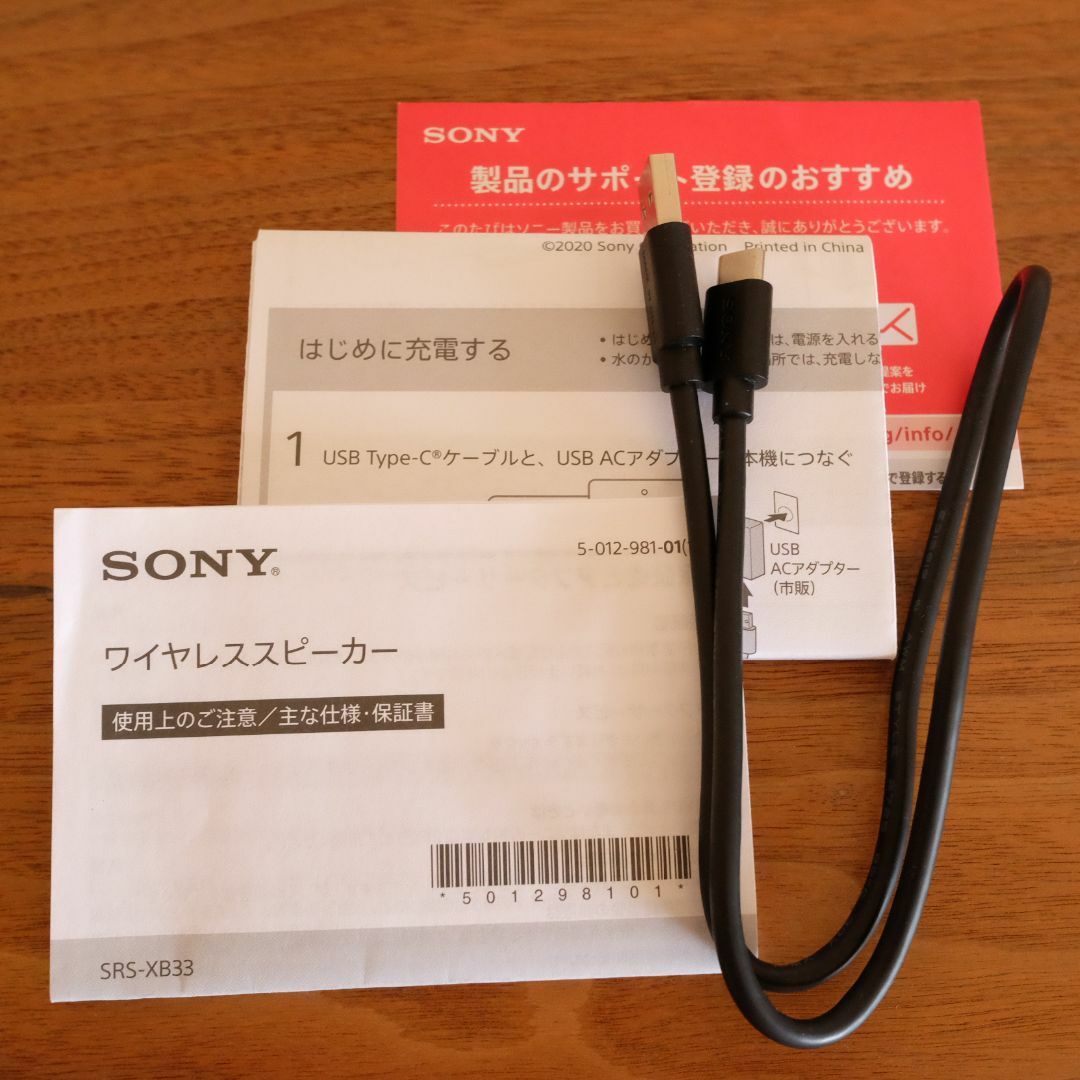 SONY
製品のサポート登録のおすすめ
このたびはソニー製品をお買 いただき、誠にありがとうございます。
©2020 Sony ation Printed in China
はじめに充電する
• はじめ は、電源を入れる
• 水のか 所では、充電しな
提案を
でお届け
g/info/
で登録する
1 USB Type-C®ケーブルと、USB ACアダプ 本機につなぐ
USB
ACアダプター
(市販)
SONY®
5-012-981-01(
ワイヤレススピーカー
使用上のご注意／主な仕様・保証書
*501298101*
SRS-XB33
SONY